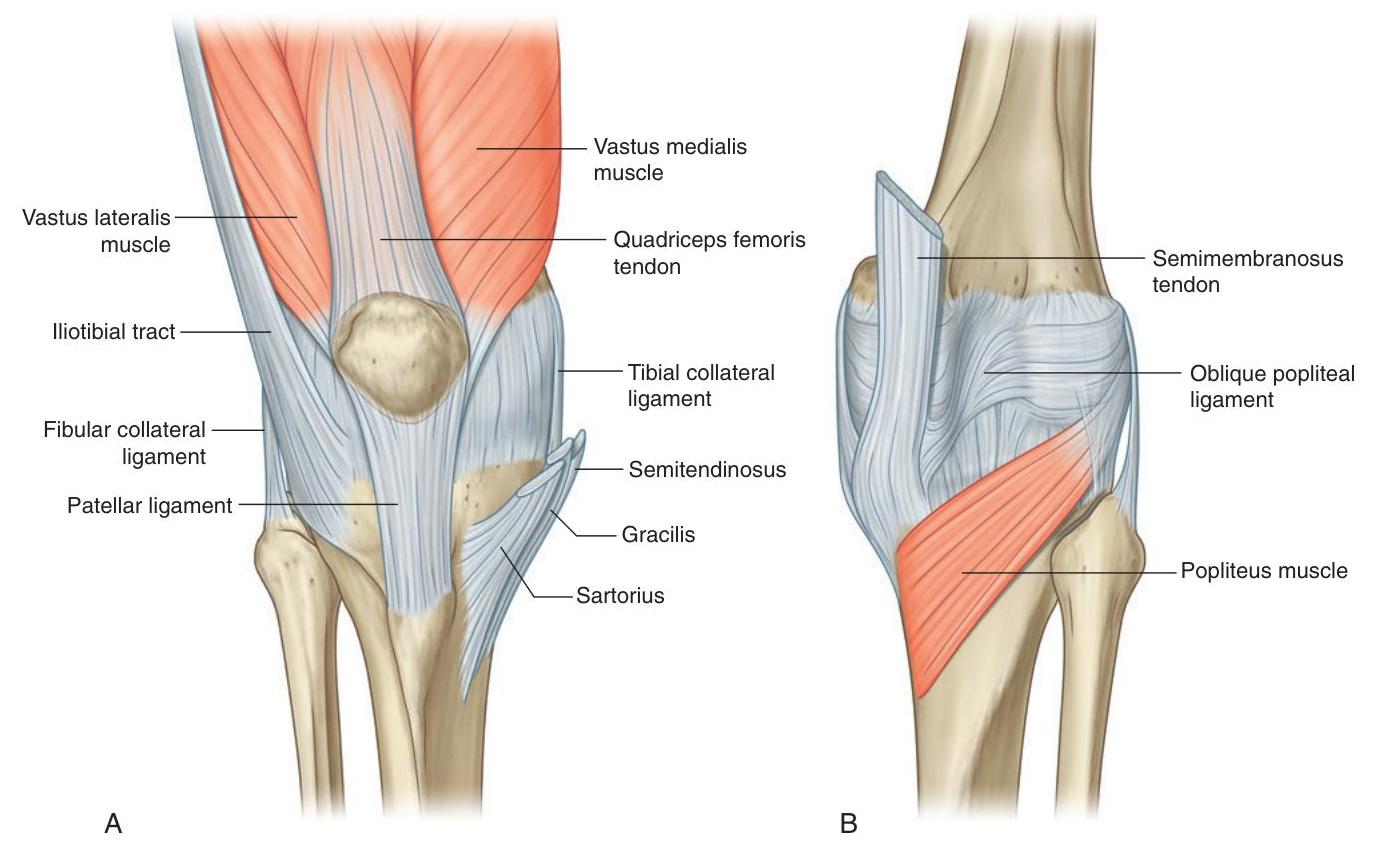 Vastus lateralis
muscle
Iliotibial tract
Fibular collateral
ligament
Patellar ligament
Vastus medialis
muscle
Quadriceps femoris
tendon
Tibial collateral
ligament
Semitendinosus
Gracilis
Sartorius
A
Semimembranosus
tendon
Oblique popliteal
ligament
Popliteus muscle
B